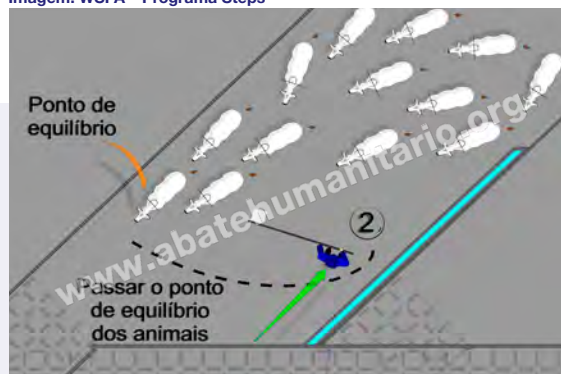 Imagem: WSPA – Programa Steps
Ponto de
equilíbrio
2
www.abatehumanitario.org
Passar o ponto
de equilíbrio
dos animais